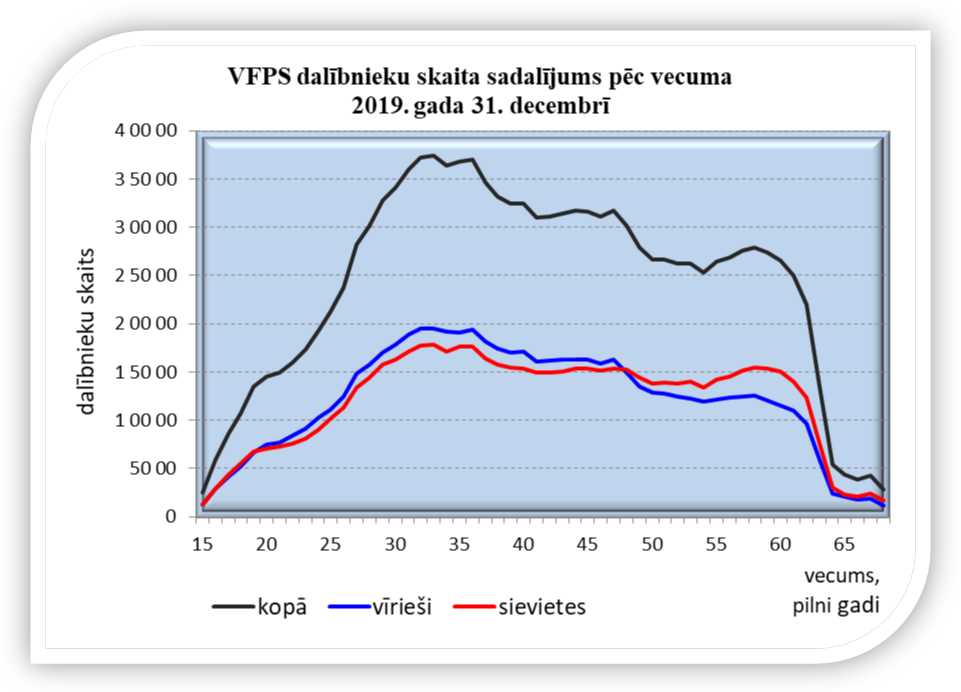 VFPS dalībnieku skaita sadalījums pēc vecuma
2019. gada 31. decembrī
4 00 00
3 50 00
3 00 00
2 50 00
2 00 00
1 50 00
1 00 00
50 00
0
dalībnieku skaits
15 20 25 30 35 40 45 50 55 60 65
vecums,
pilni gadi
kopā vīrieši sievietes